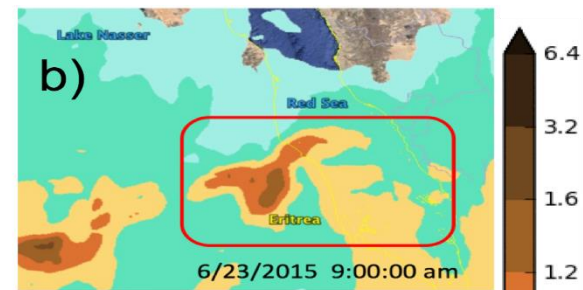 Lake Nasser
b)
Red Sea
Eritrea
6/23/2015 9:00:00 am
6.4
3.2
1.6
1.2